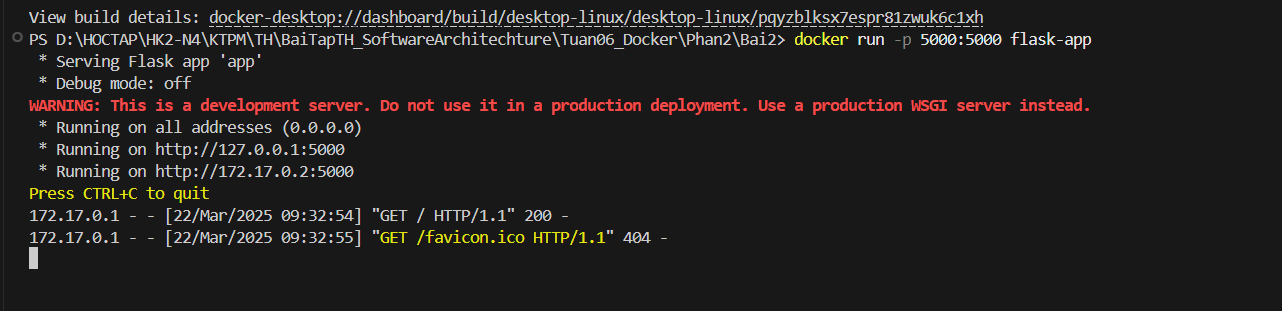 View build details: docker-desktop://dashboard/build/desktop-linux/desktop-linux/pqyzblksx7espr81zwuk6c1xh
PS D:\HOCTAP\HK2-N4\KTPM\TH\BaiTapTH_SoftwareArchitechture\Tuan06_Docker\Phan2\Bai2> docker run -p 5000:5000 flask-app
 * Serving Flask app 'app'
 * Debug mode: off
WARNING: This is a development server. Do not use it in a production deployment. Use a production WSGI server instead.
 * Running on all addresses (0.0.0.0)
 * Running on http://127.0.0.1:5000
 * Running on http://172.17.0.2:5000
Press CTRL+C to quit
172.17.0.1 - - [22/Mar/2025 09:32:54] "GET / HTTP/1.1" 200 -
172.17.0.1 - - [22/Mar/2025 09:32:55] "GET /favicon.ico HTTP/1.1" 404 -